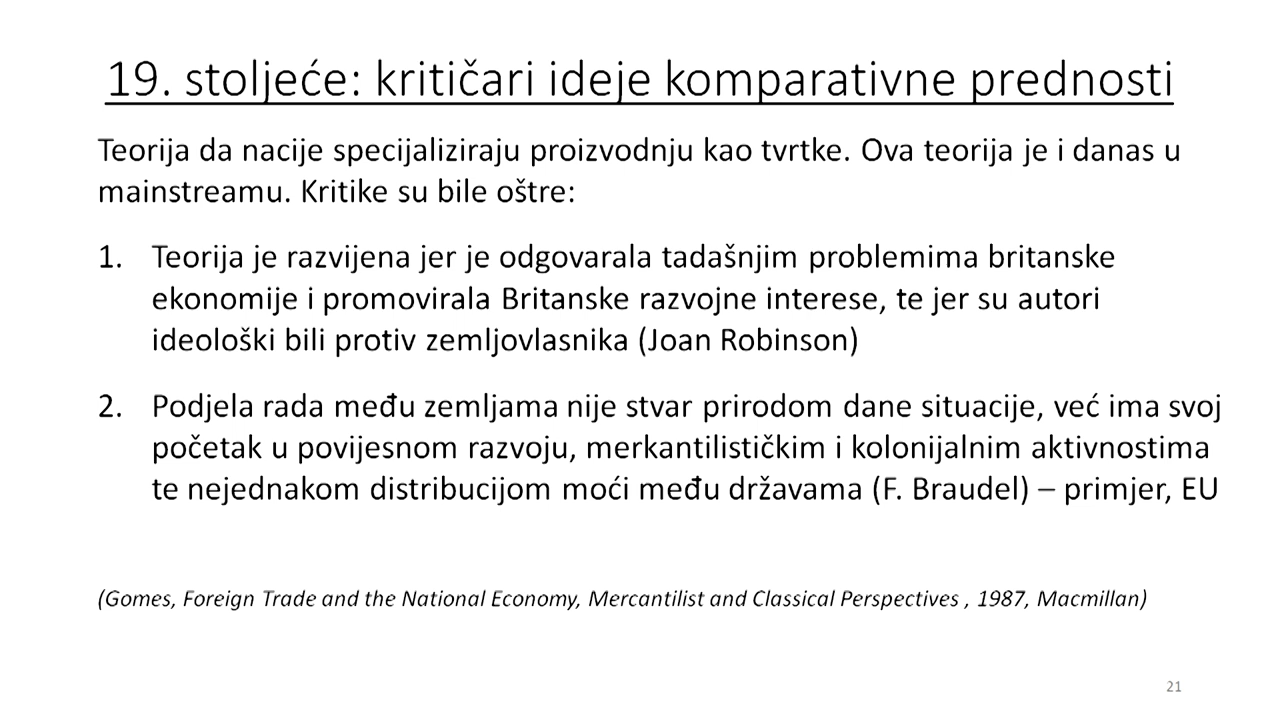 19. stoljeće: kritičari ideje komparativne prednosti
Teorija da nacije specijaliziraju proizvodnju kao tvrtke. Ova teorija je i danas u
mainstreamu. Kritike su bile oštre:
1. Teorija je razvijena jer je odgovarala tadašnjim problemima britanske
ekonomije i promovirala Britanske razvojne interese, te jer su autori
ideološki bili protiv zemljovlasnika (Joan Robinson)
2. Podjela rada među zemljama nije stvar prirodom dane situacije, već ima svoj
početak u povijesnom razvoju, merkantilističkim i kolonijalnim aktivnostima
te nejednakom distribucijom moći među državama (F. Braudel) – primjer, EU
(Gomes, Foreign Trade and the National Economy, Mercantilist and Classical Perspectives , 1987, Macmillan)
21